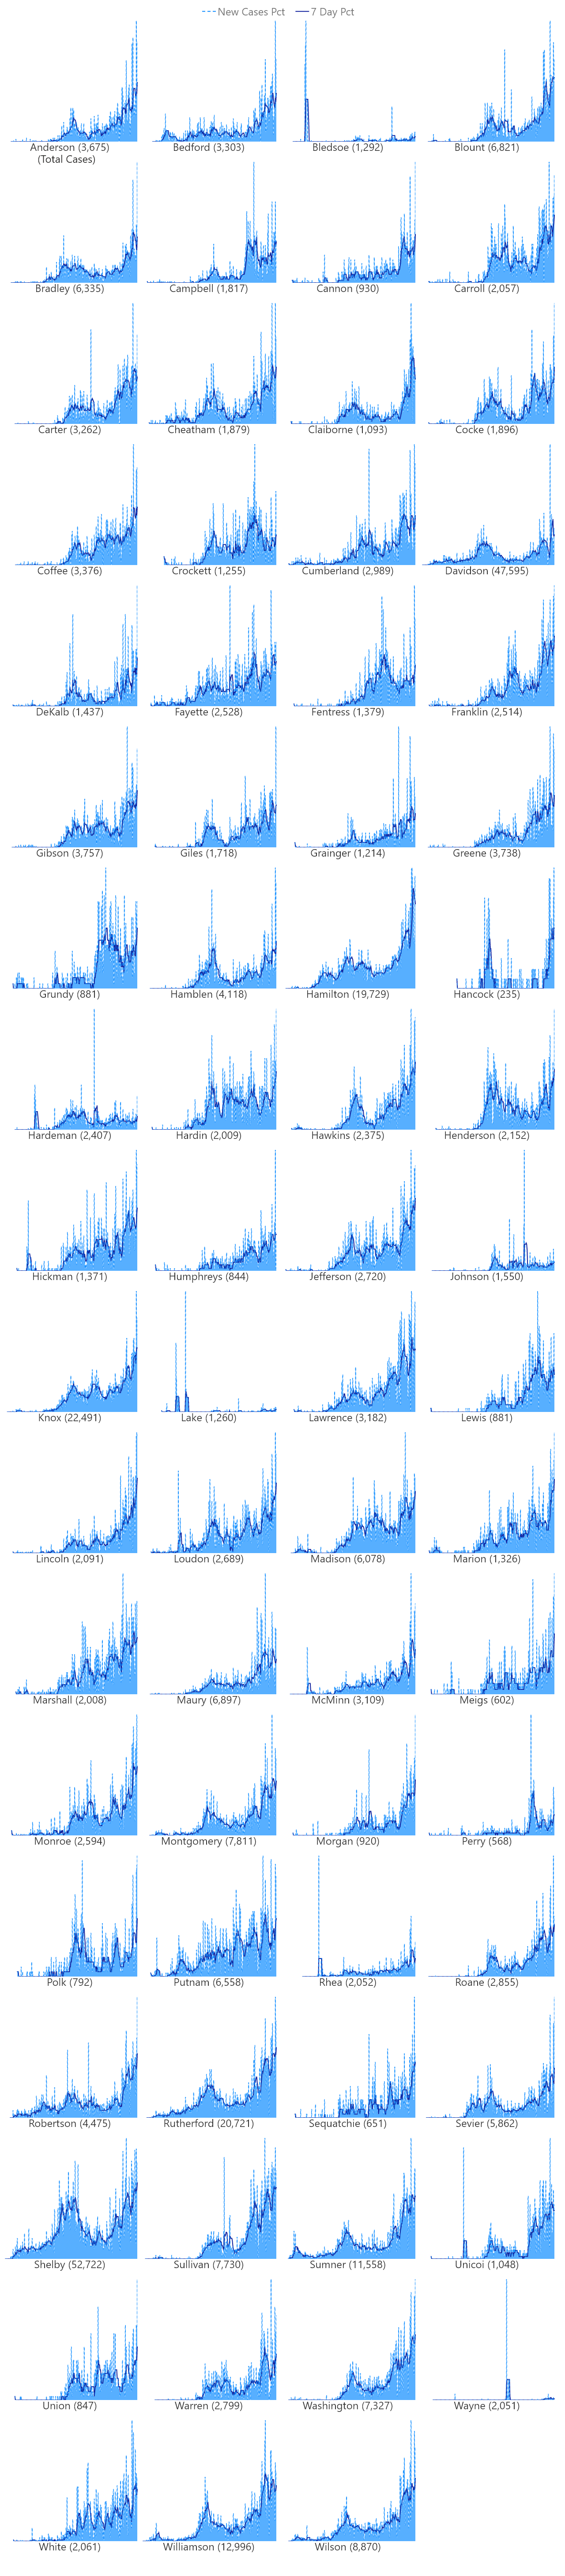 New Cases Pct 7 Day Pct
Anderson (3,675) Bedford (3,303) Bledsoe (1,292) Blount (6,821)
(Total Cases)
Bradley (6,335) Campbell (1,817) Cannon (930) Carroll (2,057)
Carter (3,262) Cheatham (1,879) Claiborne (1,093) Cocke (1,896)
Coffee (3,376) Crockett (1,255) Cumberland (2,989) Davidson (47,595)
DeKalb (1,437) Fayette (2,528) Fentress (1,379) Franklin (2,514)
Gibson (3,757) Giles (1,718) Grainger (1,214) Greene (3,738)
Grundy (881) Hamblen (4,118) Hamilton (19,729) Hancock (235)
Hardeman (2,407) Hardin (2,009) Hawkins (2,375) Henderson (2,152)
Hickman (1,371) Humphreys (844) Jefferson (2,720) Johnson (1,550)
Knox (22,491) Lake (1,260) Lawrence (3,182) Lewis (881)
Lincoln (2,091) Loudon (2,689) Madison (6,078) Marion (1,326)
Marshall (2,008) Maury (6,897) McMinn (3,109) Meigs (602)
Monroe (2,594) Montgomery (7,811) Morgan (920) Perry (568)
Polk (792) Putnam (6,558) Rhea (2,052) Roane (2,855)
Robertson (4,475) Rutherford (20,721) Sequatchie (651) Sevier (5,862)
Shelby (52,722) Sullivan (7,730) Sumner (11,558) Unicoi (1,048)
Union (847) Warren (2,799) Washington (7,327) Wayne (2,051)
White (2,061) Williamson (12,996) Wilson (8,870)